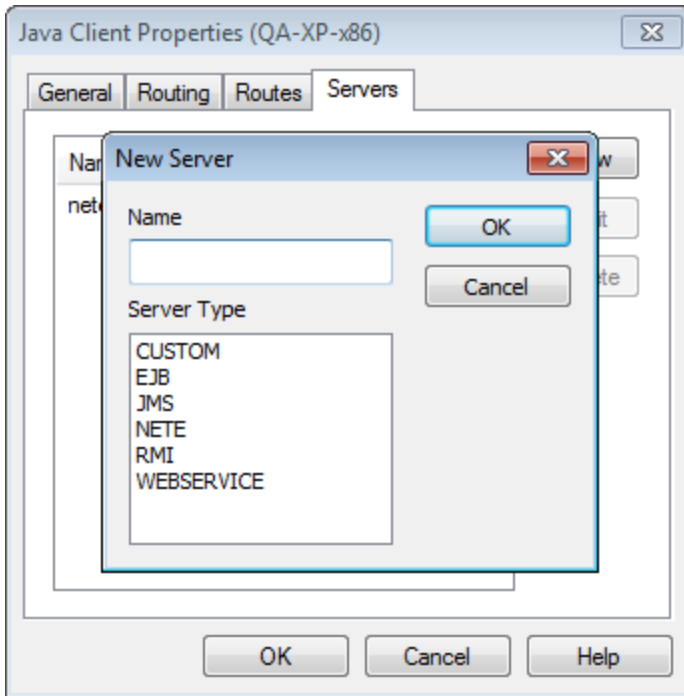 Java Client Properties (QA-XP-x86)
General Routing Routes Servers
New Server
Name
OK
Cancel
Server Type
CUSTOM
EJB
JMS
NETE
RMI
WEBSERVICE
OK Cancel Help